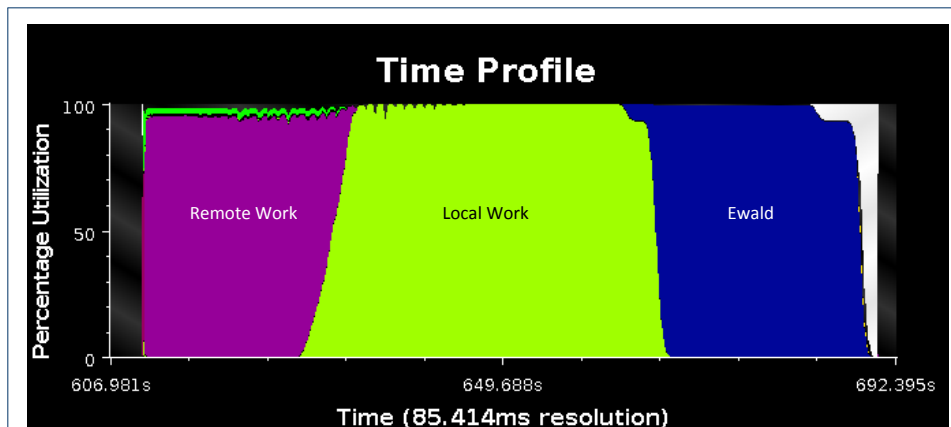 Time Profile
Percentage Utilization
100
50
0
Remote Work
Local Work
Ewald
606.981s
649.688s
692.395s
Time (85.414ms resolution)